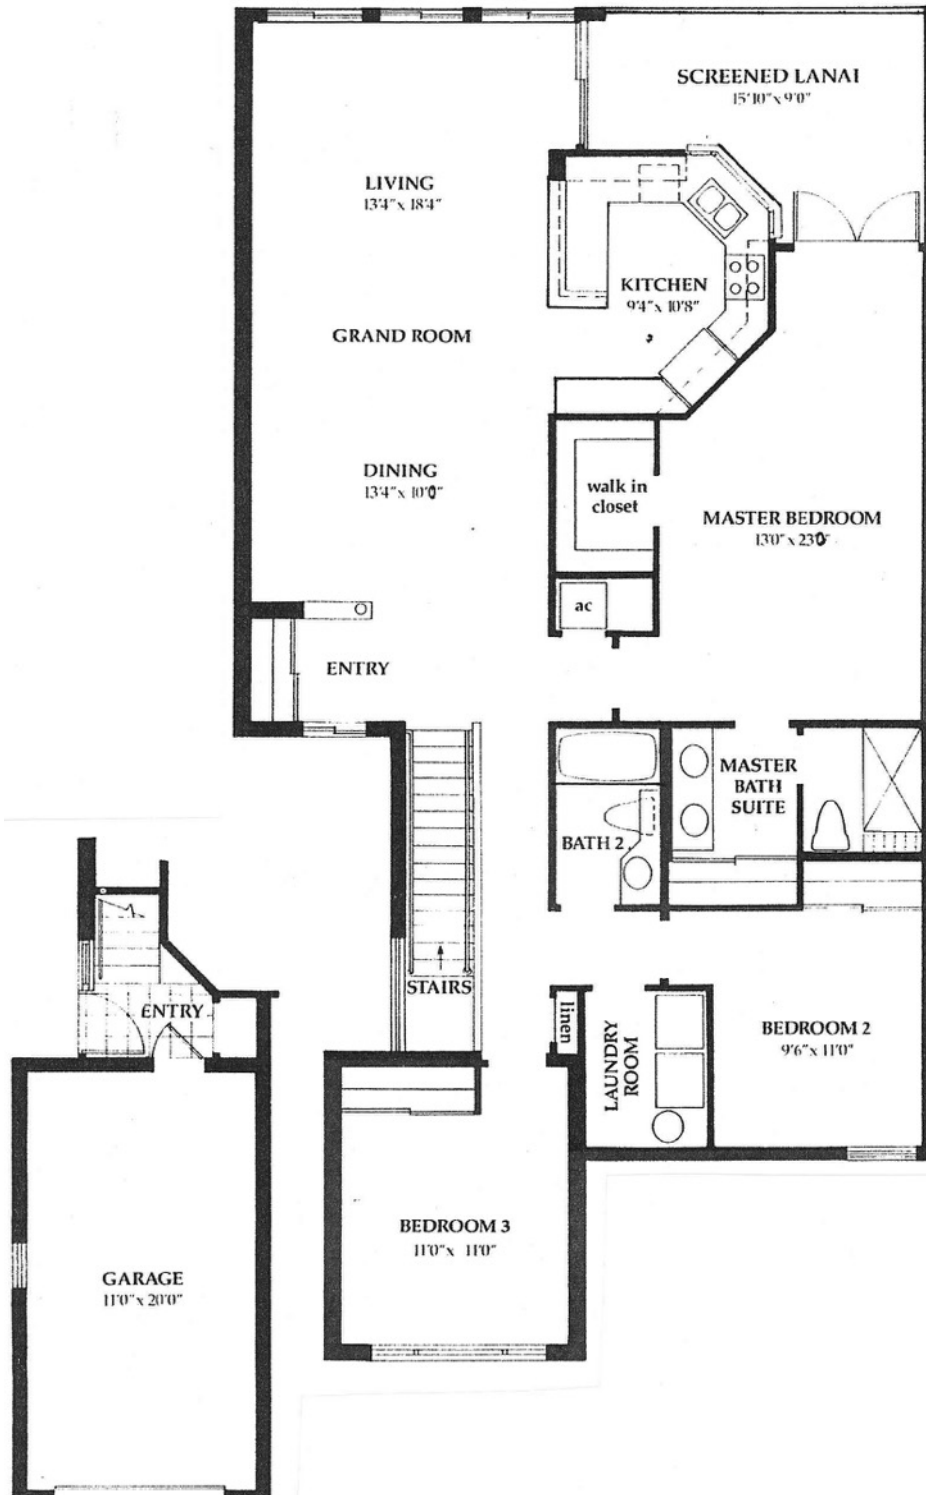 SCREENED LANAI
15'10" x 9'0"
LIVING
13'4" x 18'4"
KITCHEN
9'4" x 10'8"
GRAND ROOM
DINING
13'4" x 10'0"
walk in
closet
MASTER BEDROOM
13'0" x 23'0"
ac
ENTRY
MASTER
BATH
SUITE
BATH 2
STAIRS
ENTRY
linen
LAUNDRY
ROOM
BEDROOM 2
9'6" x 11'0"
BEDROOM 3
11'0" x 11'0"
GARAGE
11'0" x 20'0"